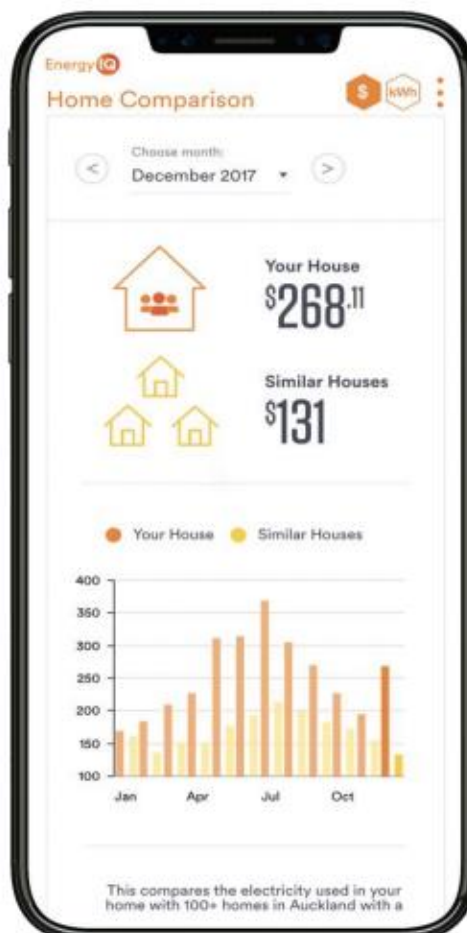 Energy IQ
Home Comparison
$
kWh
Choose month:
<
December 2017
>
Your House
$268.11
Similar Houses
$131
Your House
Similar Houses
400
350
300
250
200
150
100
Jan Apr Jul Oct
This compares the electricity used in your
home with 100+ homes in Auckland with a